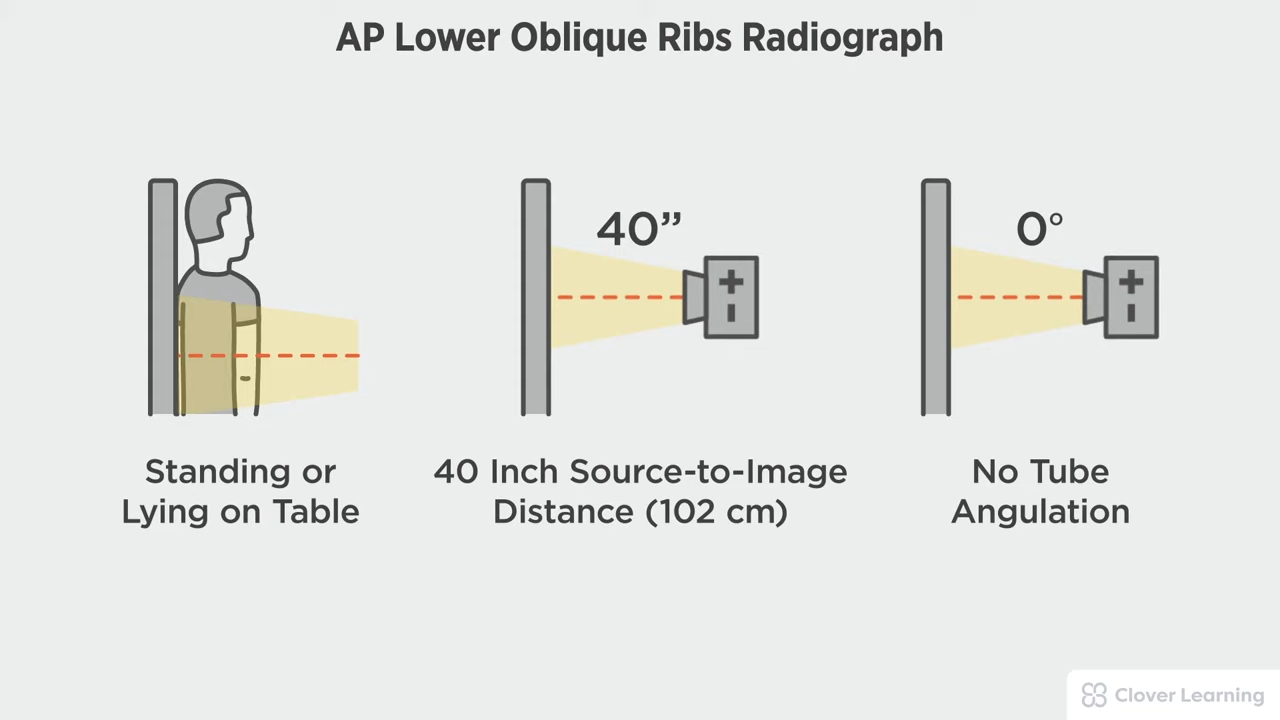 AP Lower Oblique Ribs Radiograph
40”
0°
Standing or
Lying on Table
40 Inch Source-to-Image
Distance (102 cm)
No Tube
Angulation
Clover Learning